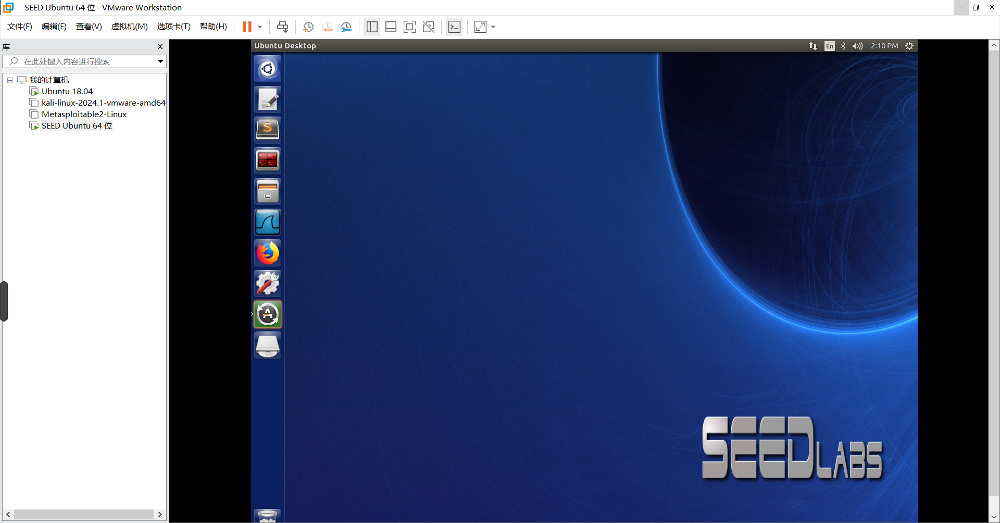 SEED Ubuntu 64 位 - VMware Workstation
文件(F) 编辑(E) 查看(V) 虚拟机(M) 选项卡(T) 帮助(H)
库
在此处键入内容进行搜索
我的计算机
Ubuntu 18.04
kali-linux-2024.1-vmware-amd64
Metasploitable2-Linux
SEED Ubuntu 64 位
Ubuntu Desktop
En
2:10 PM
S
A
SEEDLABS